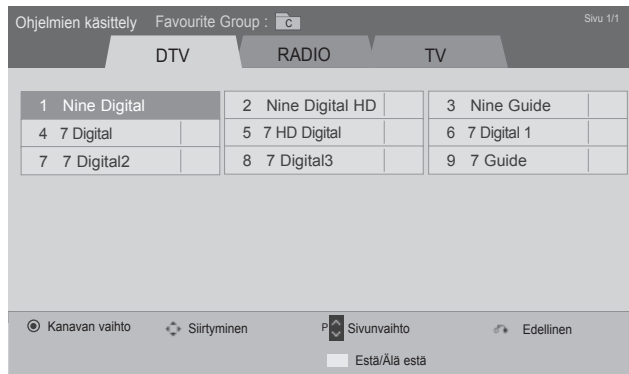 Ohjelmien käsittely Favourite Group : C Sivu 1/1
DTV RADIO TV
1 Nine Digital 2 Nine Digital HD 3 Nine Guide
4 7 Digital 5 7 HD Digital 6 7 Digital 1
7 7 Digital2 8 7 Digital3 9 7 Guide
Kanavan vaihto Siirtyminen P Sivunvaihto Edellinen
Estä/Älä estä